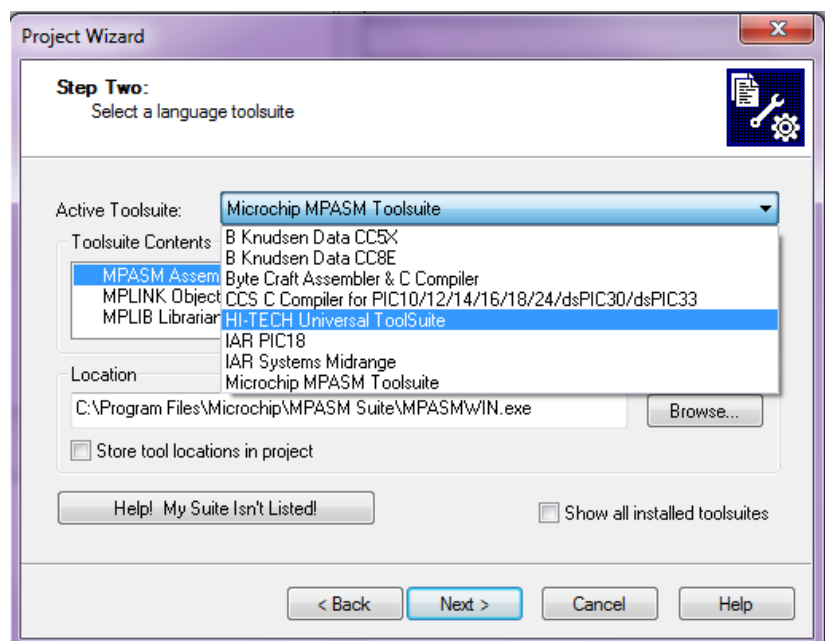 Project Wizard
Step Two:
Select a language toolsuite
Active Toolsuite:
Microchip MPASM Toolsuite
B Knudsen Data CC5X
B Knudsen Data CC8E
Byte Craft Assembler & C Compiler
CCS C Compiler for PIC10/12/14/16/18/24/dsPIC30/dsPIC33
HI-TECH Universal ToolSuite
IAR PIC18
IAR Systems Midrange
Microchip MPASM Toolsuite
Toolsuite Contents
MPASM Assem
MPLINK Object
MPLIB Librarian
Location
C:\Program Files\Microchip\MPASM Suite\MPASMWIN.exe
Browse...
Store tool locations in project
Help! My Suite Isn't Listed!
Show all installed toolsuites
< Back
Next >
Cancel
Help